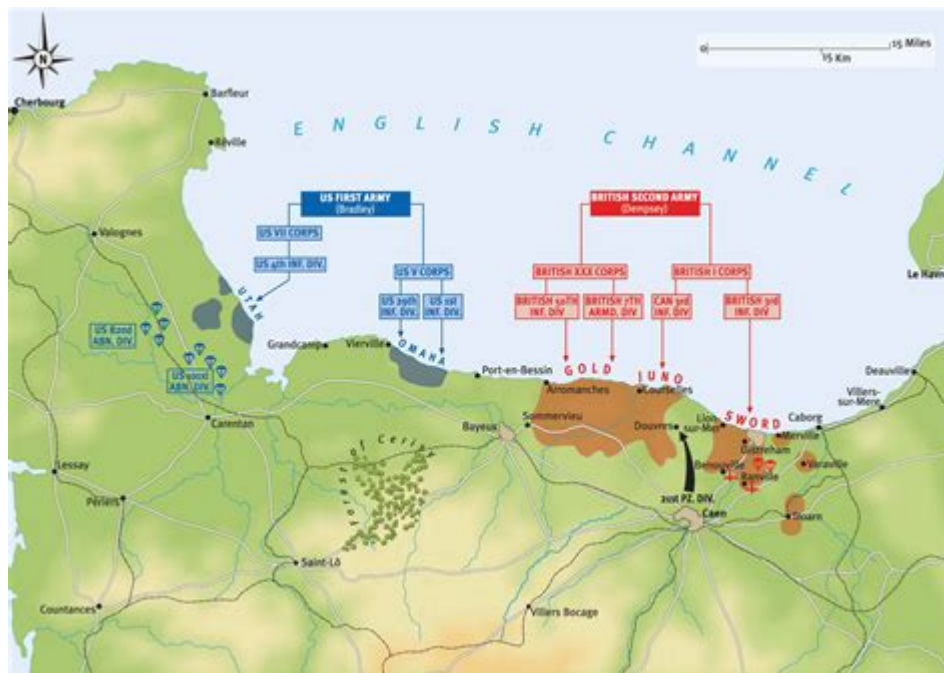 N
0
15 Miles
15 Km
Cherbourg
Barfleur
Réville
ENGLISH CHANNEL
US FIRST ARMY
(Bradley)
BRITISH SECOND ARMY
(Dempsey)
US VII CORPS
US 4th INF. DIV.
US V CORPS
US 29th
INF. DIV.
US 1st
INF. DIV.
BRITISH XXX CORPS
BRITISH 50TH
INF. DIV
BRITISH 7TH
ARMD. DIV
BRITISH I CORPS
CAN 3rd
INF. DIV
BRITISH 3rd
INF. DIV
Valognes
Le Havre
UTAH
US 82nd
ABN. DIV.
US 101st
ABN. DIV.
Grandcamp
Vierville
OMAHA
Port-en-Bessin
GOLD
Arromanches
JUNO
Courselles
Deauville
Villers-
sur-Mere
Carentan
Bayeux
Sommervieu
Douvres
Lion-
sur-Mer
SWORD
Caborg
Merville
Ouistreham
Benouville
Ranville
Varaville
Forest of Cerisy
21st PZ. DIV.
Caen
Troarn
Lessay
Périers
Saint-Lô
Countances
Villers Bocage